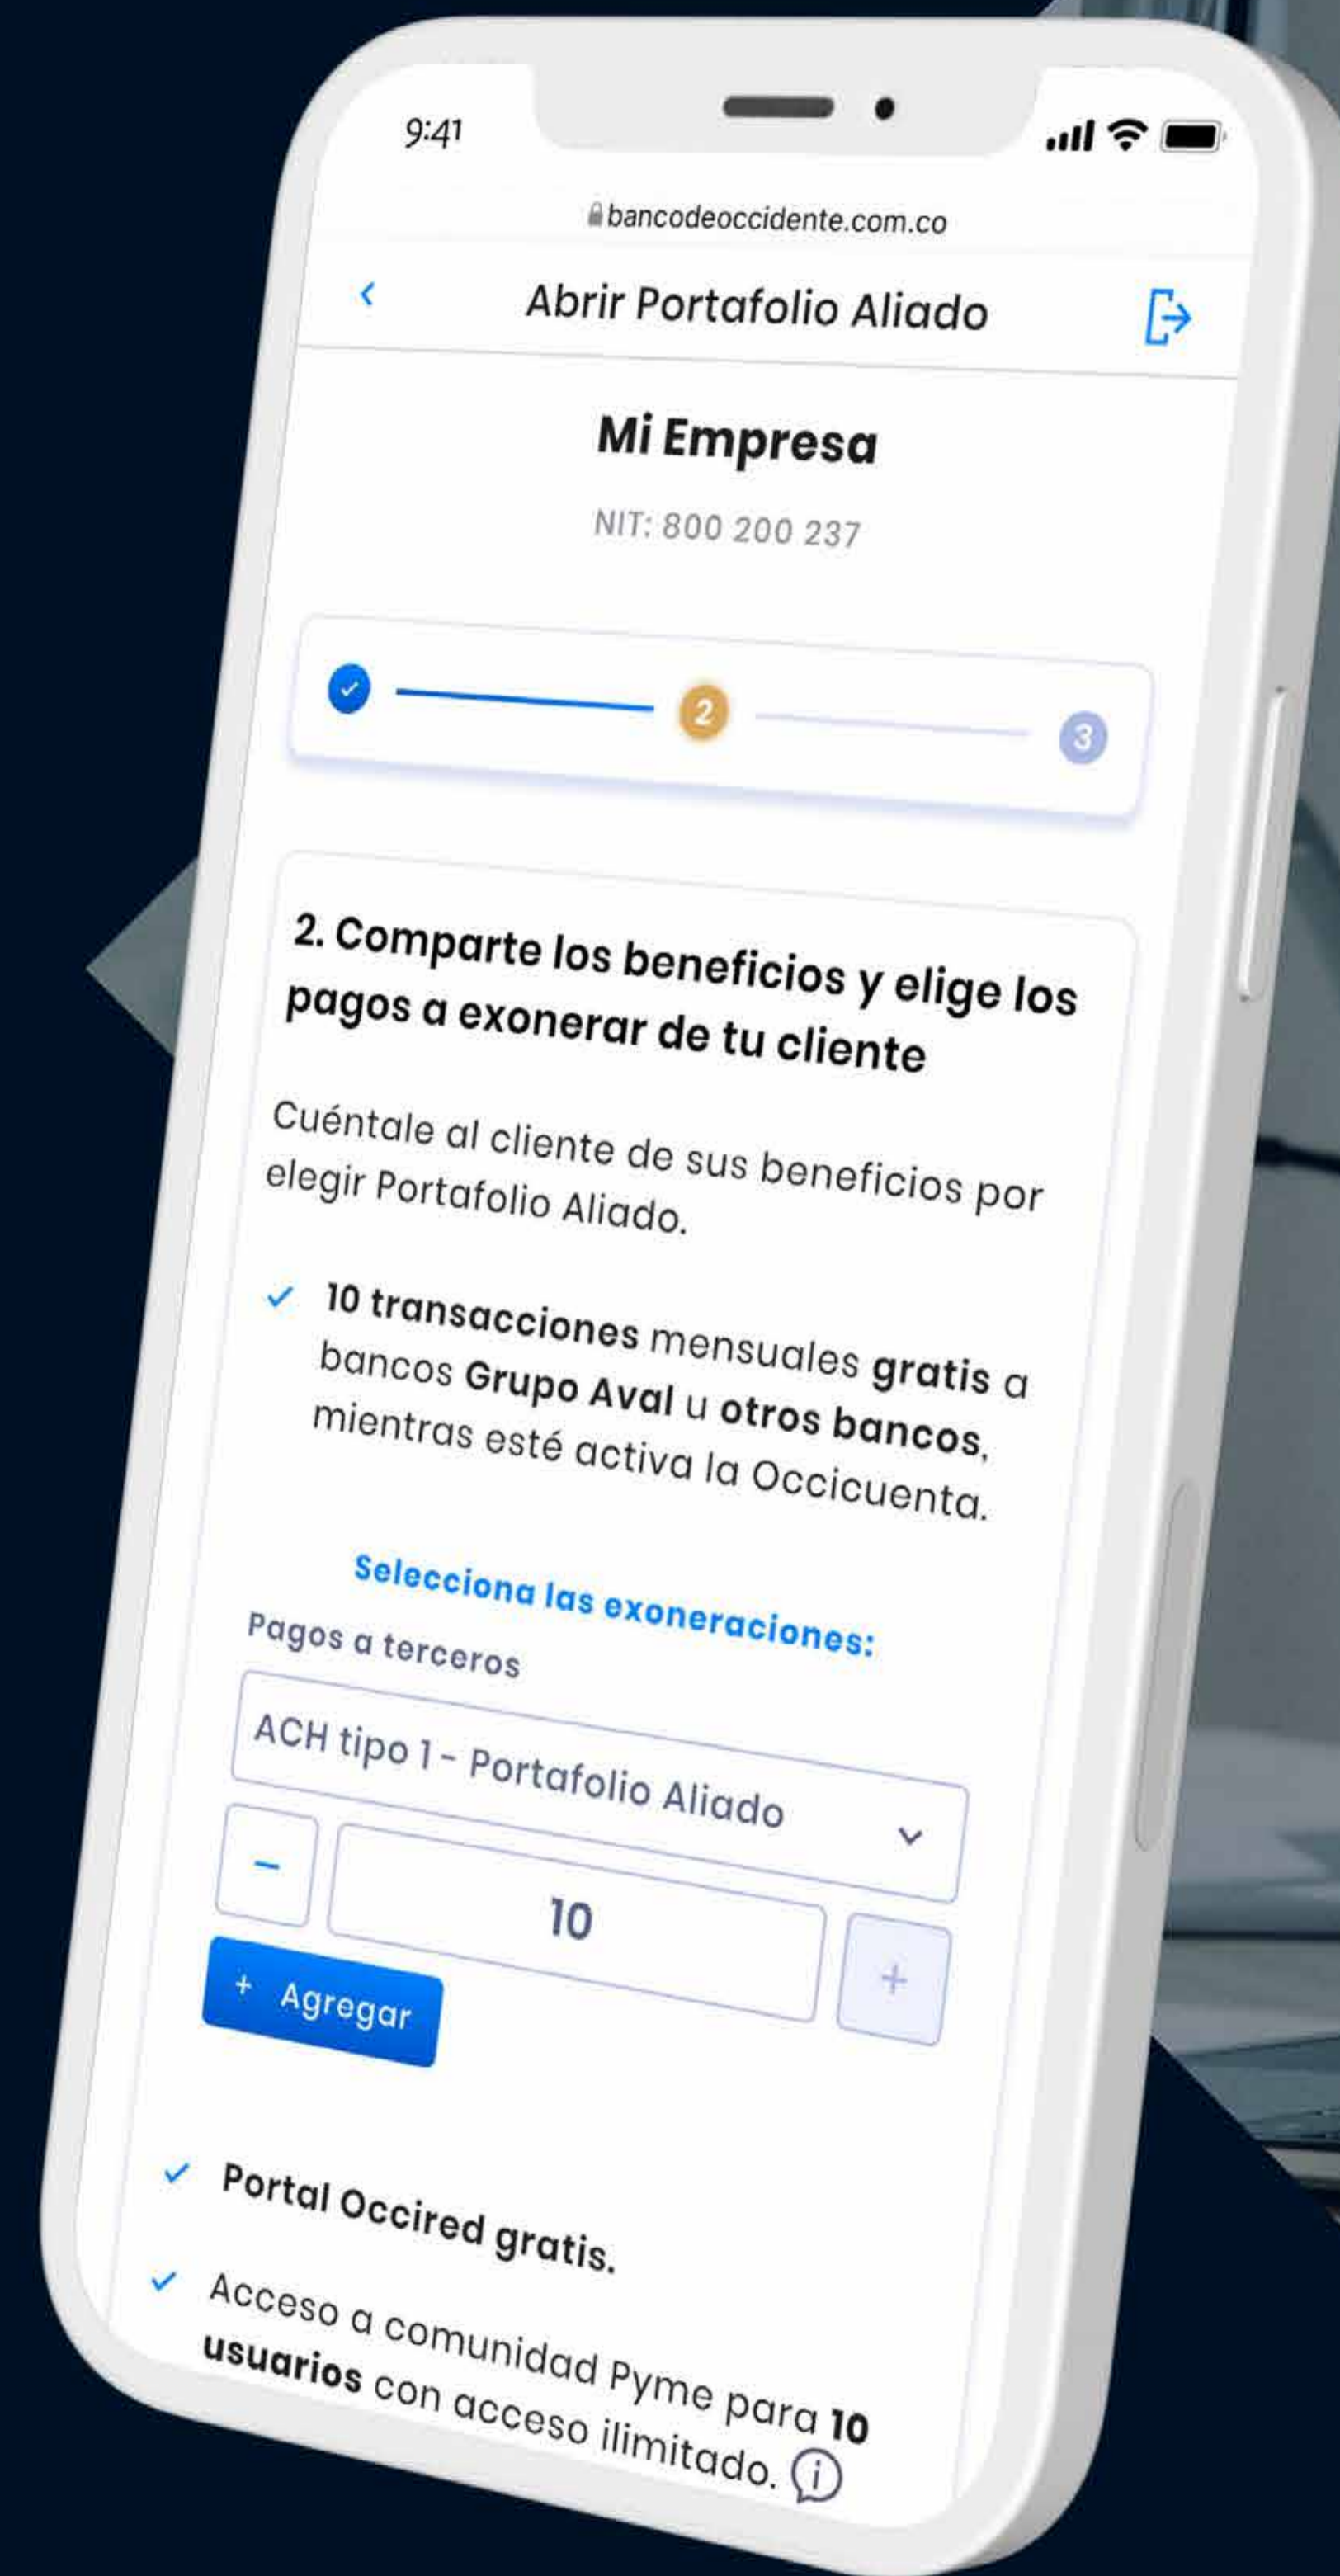 9:41
bancodeoccidente.com.co
Abrir Portafolio Aliado
Mi Empresa
NIT: 800 200 237
2
3
2. Comparte los beneficios y elige los
pagos a exonerar de tu cliente
Cuéntale al cliente de sus beneficios por
elegir Portafolio Aliado.
10 transacciones mensuales gratis a
bancos Grupo Aval u otros bancos,
mientras esté activa la Occicuenta.
Selecciona las exoneraciones:
Pagos a terceros
ACH tipo 1 - Portafolio Aliado
- 10 +
+ Agregar
Portal Occired gratis.
Acceso a comunidad Pyme para 10
usuarios con acceso ilimitado. i